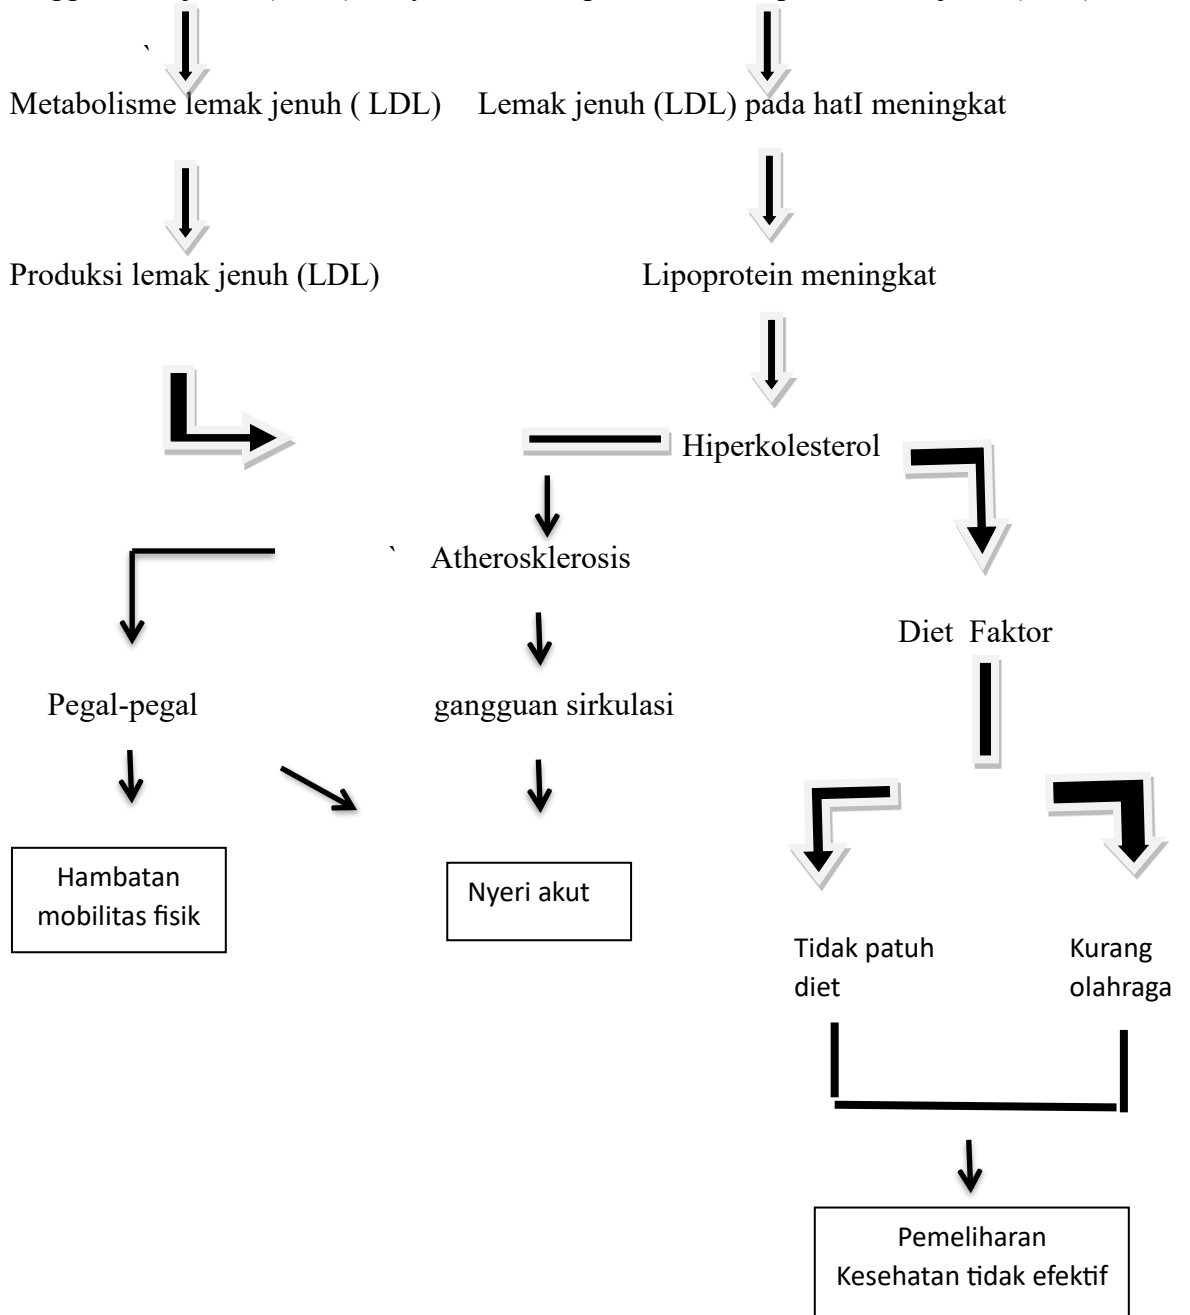 `
Metabolisme lemak jenuh ( LDL) Lemak jenuh (LDL) pada hatI meningkat
Produksi lemak jenuh (LDL) Lipoprotein meningkat
Hiperkolesterol
` Atherosklerosis
Diet Faktor
Pegal-pegal gangguan sirkulasi
Hambatan
mobilitas fisik
Nyeri akut
Tidak patuh
diet
Kurang
olahraga
Pemeliharan
Kesehatan tidak efektif